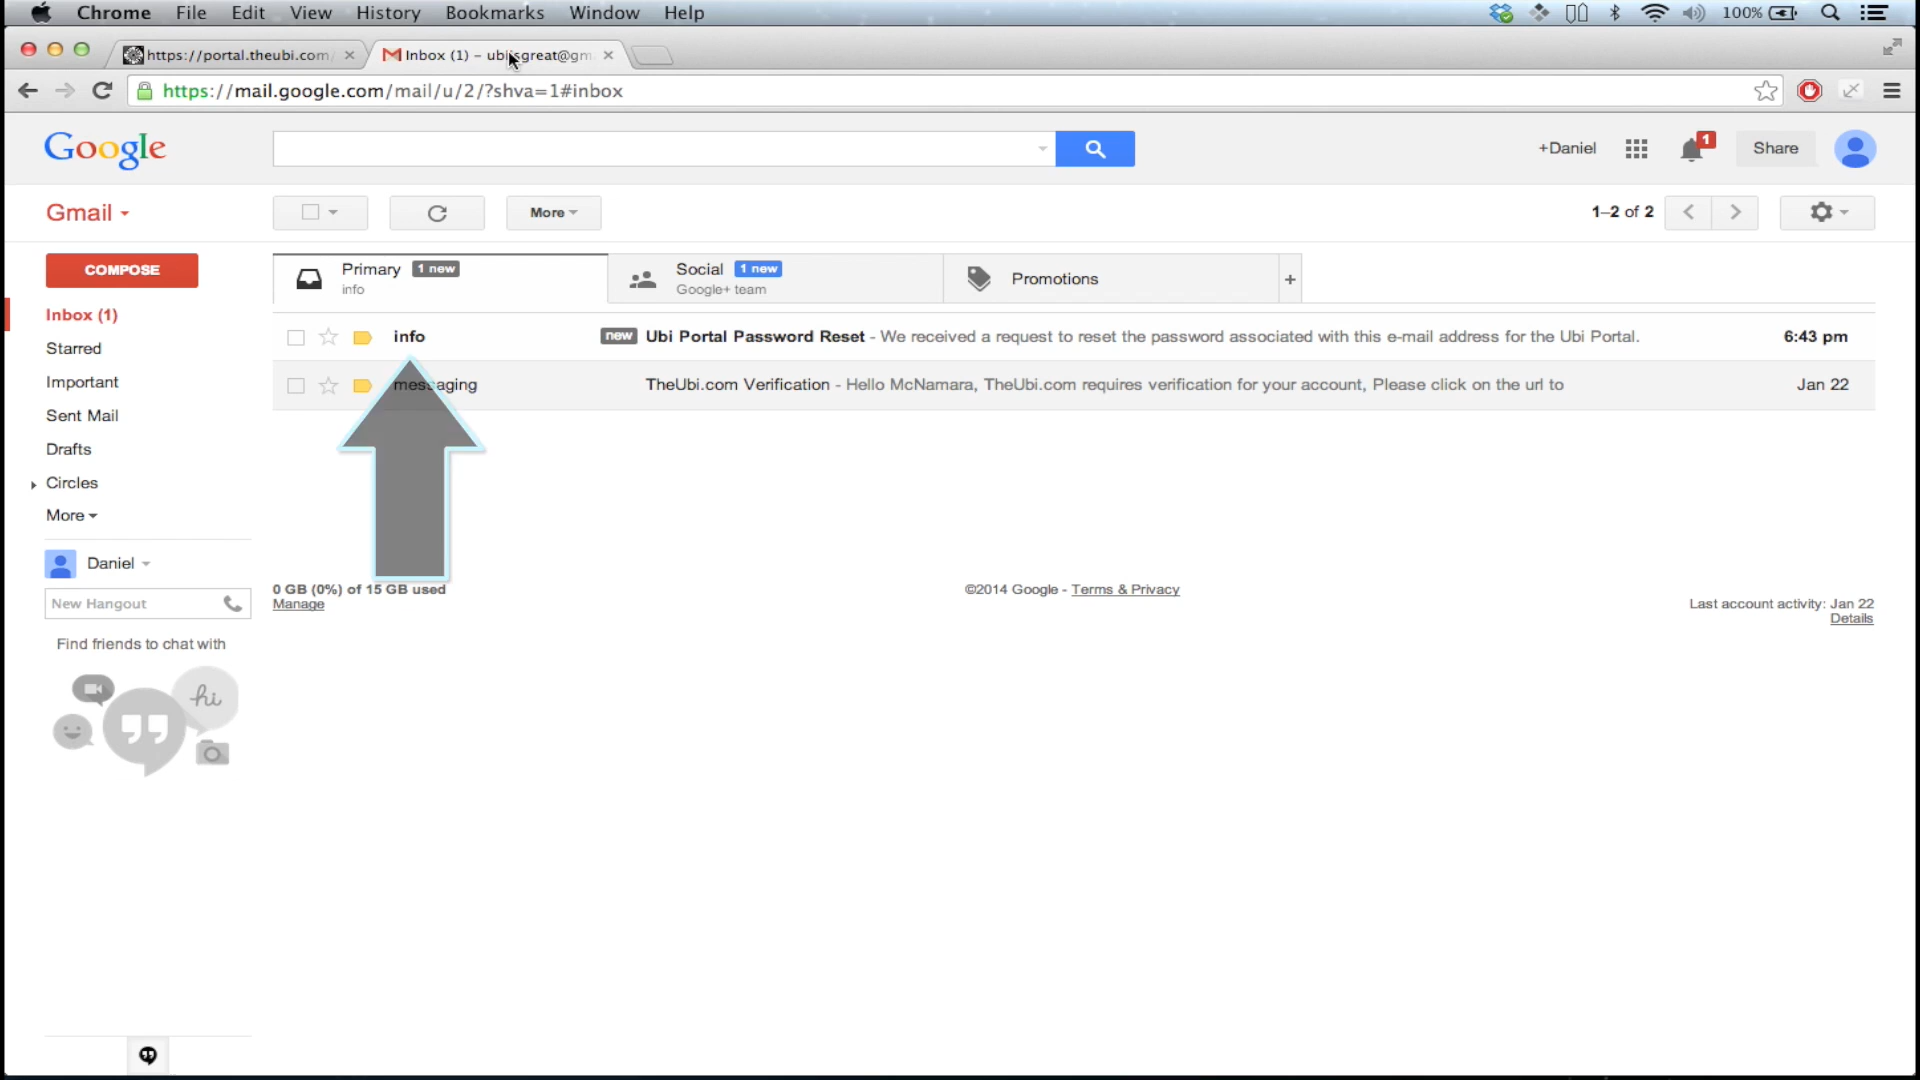 Chrome File Edit View History Bookmarks Window Help 100%
https://portal.theubi.com/ Inbox (1) – ubiisgreat@gm
https://mail.google.com/mail/u/2/?shva=1#inbox
Google +Daniel 1 Share
Gmail More 1–2 of 2
COMPOSE
Primary 1 new
info
Social 1 new
Google+ team
Promotions +
Inbox (1)
Starred
Important
Sent Mail
Drafts
Circles
More
info new Ubi Portal Password Reset - We received a request to reset the password associated with this e-mail address for the Ubi Portal. 6:43 pm
messaging TheUbi.com Verification - Hello McNamara, TheUbi.com requires verification for your account, Please click on the url to Jan 22
Daniel
New Hangout
Find friends to chat with
hi
0 GB (0%) of 15 GB used
Manage
©2014 Google - Terms & Privacy
Last account activity: Jan 22
Details